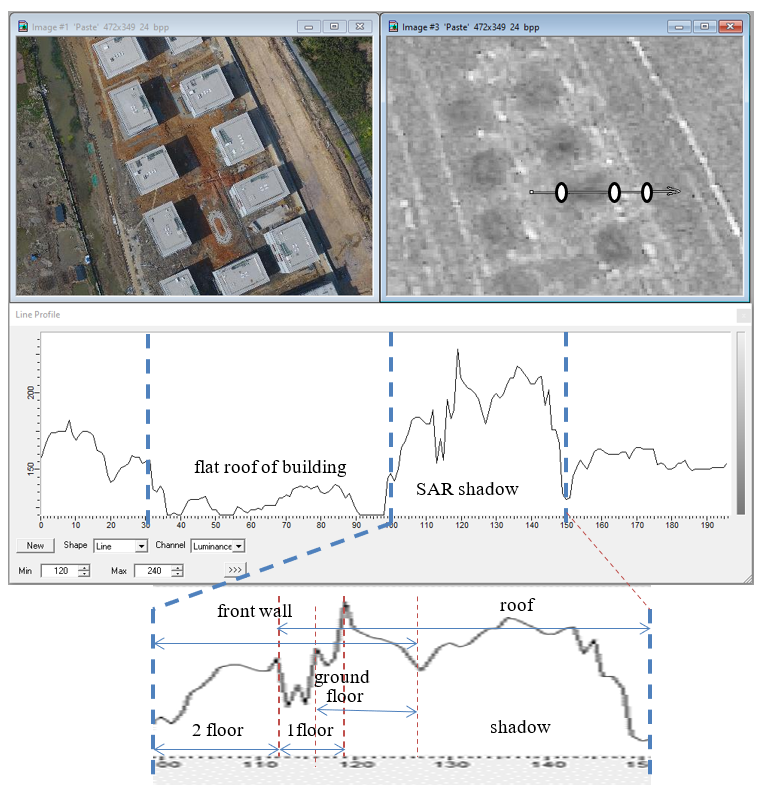 Image #1 'Paste' 472x349 24 bpp
Image #3 'Paste' 472x349 24 bpp
Line Profile
200
150
flat roof of building
SAR shadow
0 10 20 30 40 50 60 70 80 90 100 110 120 130 140 150 160 170 180 190
New Shape Line Channel Luminance
Min 120 Max 240 >>>
front wall
roof
ground
floor
2 floor
1floor
shadow
00 110 120 130 140 15